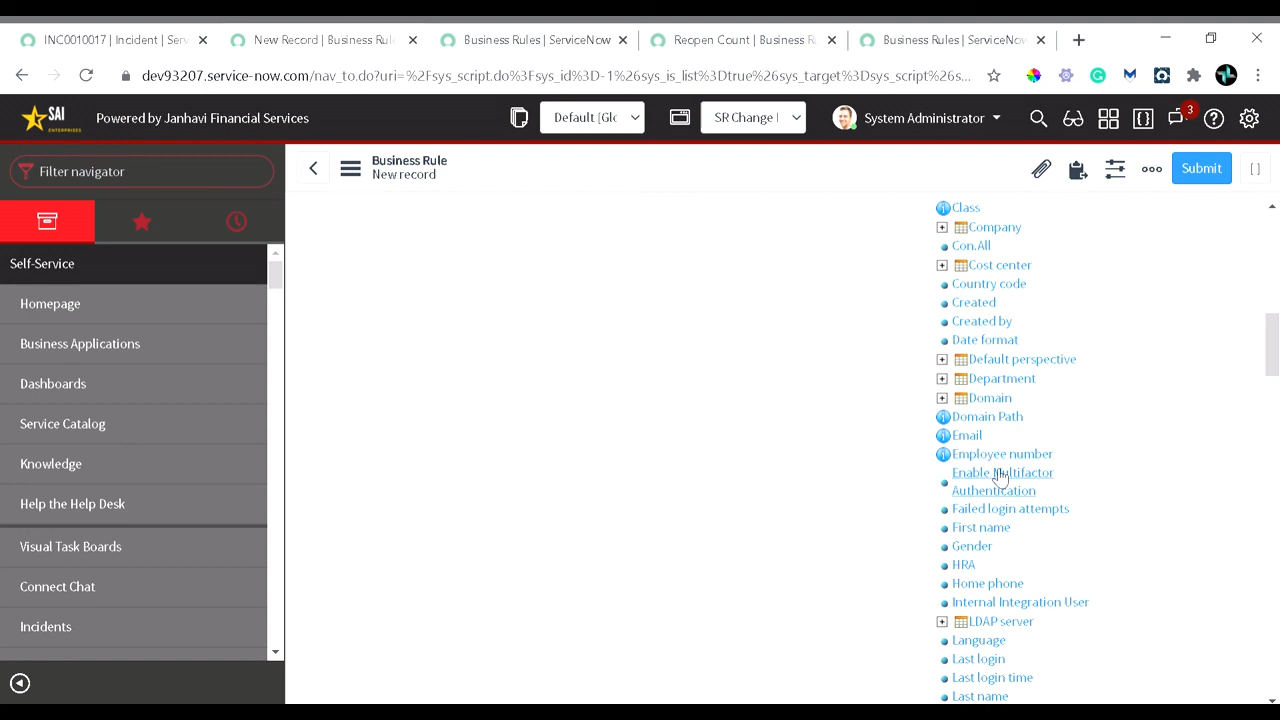 INC0010017 | Incident | Serv
New Record | Business Rul
Business Rules | ServiceNow
Reopen Count | Business R
Business Rules | ServiceNow
dev93207.service-now.com/nav_to.do?uri=%2Fsys_script.do%3Fsys_id%3D-1%26sys_is_list%3Dtrue%26sys_target%3Dsys_script%26s...
SAI
ENTERPRISES
Powered by Janhavi Financial Services
Default [Glo
SR Change I
System Administrator
3
Filter navigator
Business Rule
New record
Submit
Self-Service
Homepage
Business Applications
Dashboards
Service Catalog
Knowledge
Help the Help Desk
Visual Task Boards
Connect Chat
Incidents
Class
Company
Con.All
Cost center
Country code
Created
Created by
Date format
Default perspective
Department
Domain
Domain Path
Email
Employee number
Enable Multifactor
Authentication
Failed login attempts
First name
Gender
HRA
Home phone
Internal Integration User
LDAP server
Language
Last login
Last login time
Last name